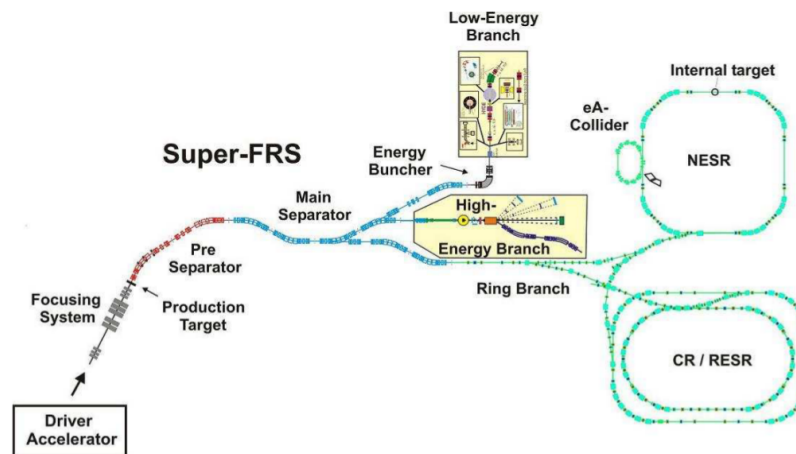 Low-Energy
Branch
Internal target
eA-
Collider
NESR
Super-FRS
Energy
Buncher
Main
Separator
High-
Energy Branch
Pre
Separator
Ring Branch
Focusing
System
Production
Target
CR / RESR
Driver
Accelerator